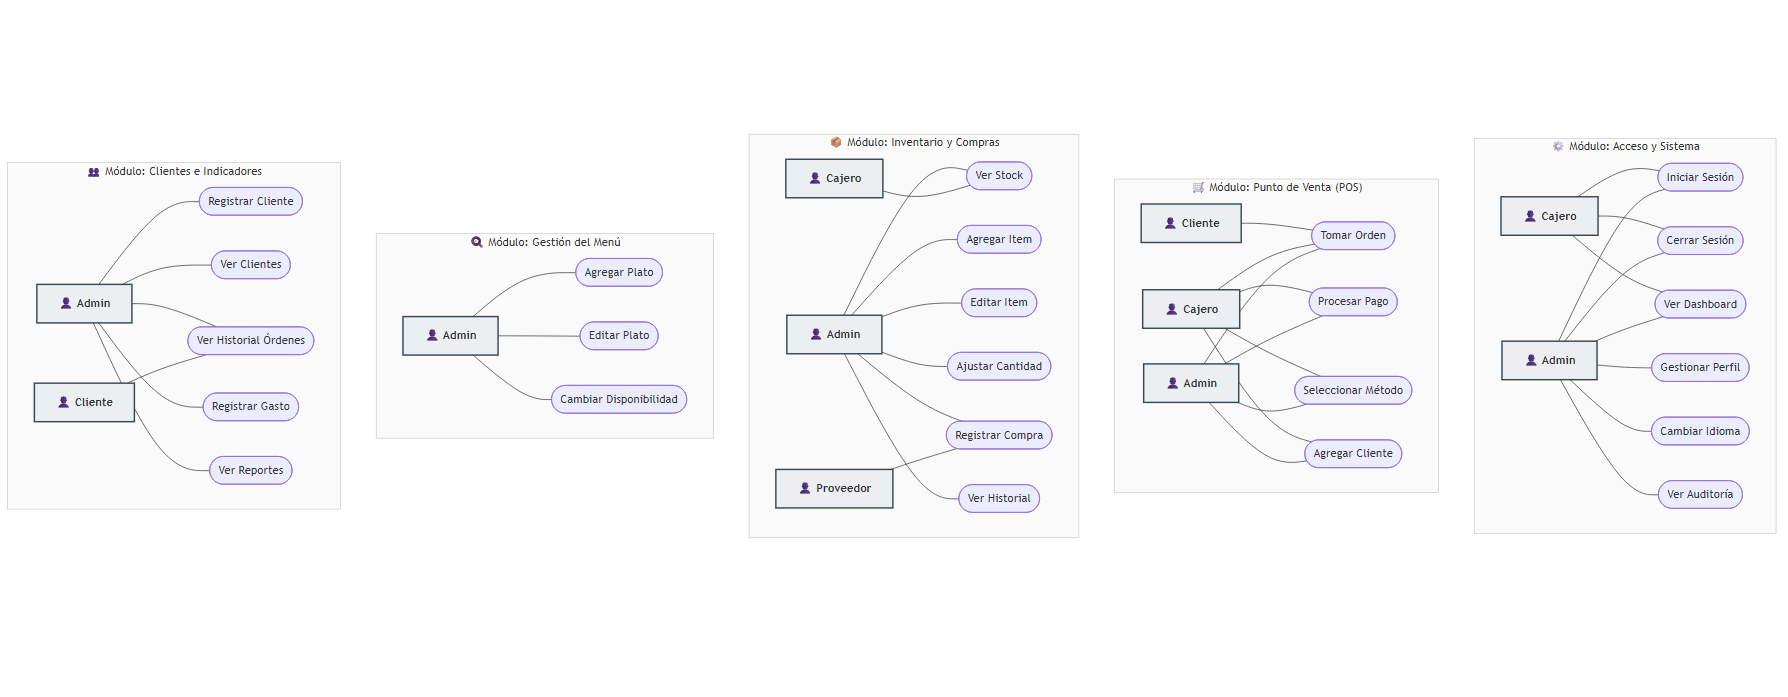 Módulo: Clientes e Indicadores
Registrar Cliente
Ver Clientes
Admin
Ver Historial Órdenes
Cliente
Registrar Gasto
Ver Reportes
Módulo: Gestión del Menú
Agregar Plato
Admin
Editar Plato
Cambiar Disponibilidad
Módulo: Inventario y Compras
Cajero
Ver Stock
Agregar Item
Editar Item
Admin
Ajustar Cantidad
Registrar Compra
Proveedor
Ver Historial
Módulo: Punto de Venta (POS)
Cliente
Tomar Orden
Cajero
Procesar Pago
Admin
Seleccionar Método
Agregar Cliente
Módulo: Acceso y Sistema
Iniciar Sesión
Cajero
Cerrar Sesión
Ver Dashboard
Admin
Gestionar Perfil
Cambiar Idioma
Ver Auditoría